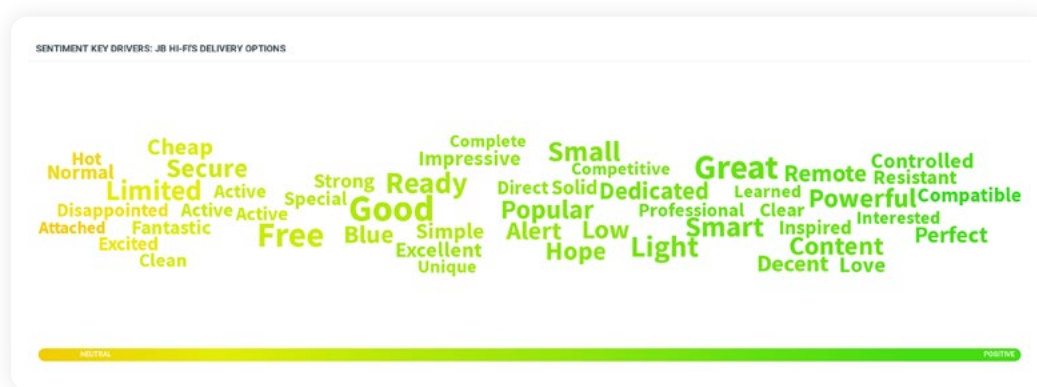 SENTIMENT KEY DRIVERS: JB HI-FI'S DELIVERY OPTIONS
Complete
Cheap
Small
Hot
Impressive
Great
Controlled
Normal
Secure
Competitive
Remote
Resistant
Limited
Active
Strong
Ready
Direct
Solid
Dedicated
Learned
Powerful
Compatible
Special
Disappointed
Active
Active
Good
Popular
Professional
Clear
Interested
Attached
Fantastic
Free
Blue
Simple
Alert
Low
Smart
Inspired
Perfect
Excited
Excellent
Hope
Light
Content
Clean
Unique
Decent
Love
NEUTRAL
POSITIVE